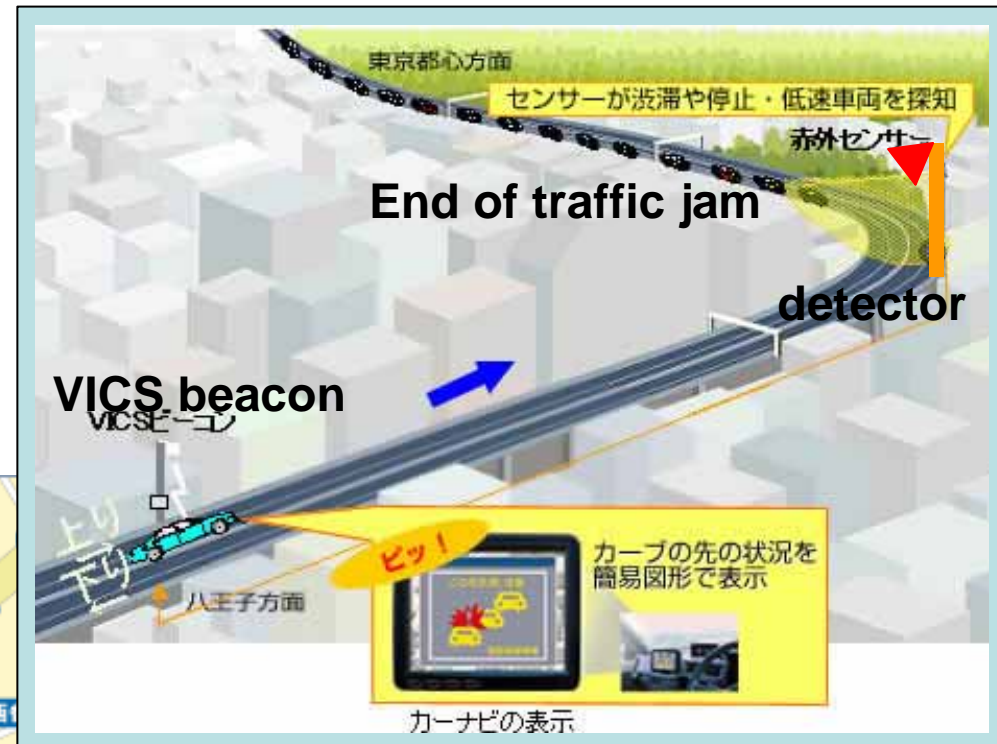 東京都心方面
センサーが渋滞や停止・低速車両を探知
赤外センサー
End of traffic jam
detector
VICS beacon
VICSビーコン
上り
下り
八王子方面
ピッ！
カーブの先の状況を
簡易図形で表示
カーナビの表示